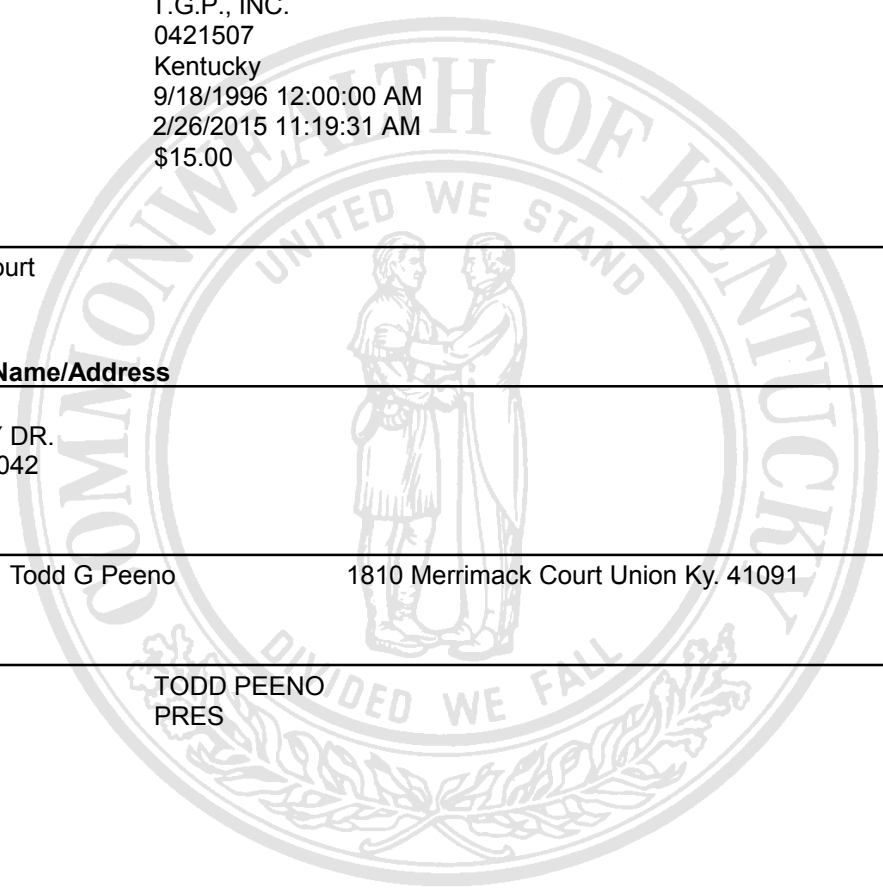 T.G.P., INC.
0421507
Kentucky
9/18/1996 12:00:00 AM
2/26/2015 11:19:31 AM
$15.00
COMMONWEALTH OF KENTUCKY
UNITED WE STAND
ourt
Name/Address
DR.
042
Todd G Peeno 1810 Merrimack Court Union Ky. 41091
DIVIDED WE FALL
TODD PEENO
PRES